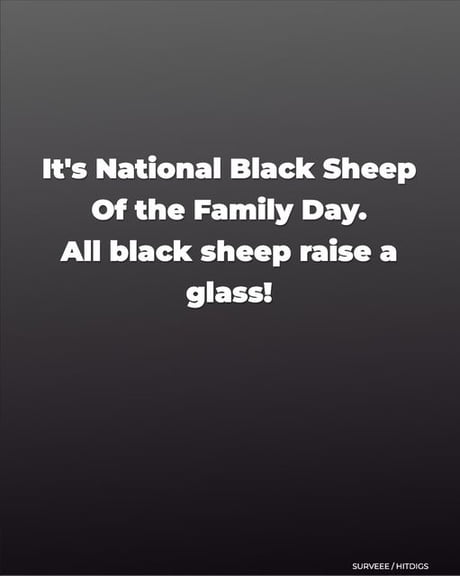 It's National Black Sheep
Of the Family Day.
All black sheep raise a
glass!
SURVEEE / HITDIGS